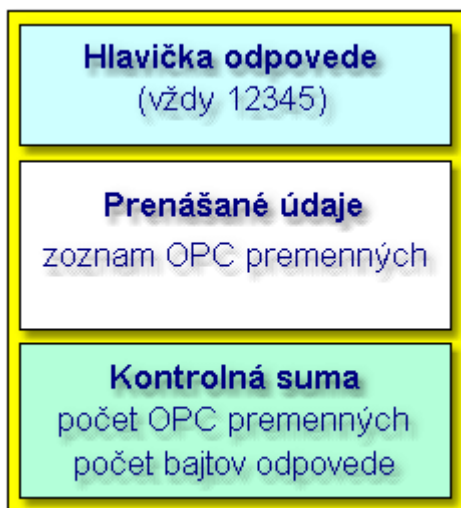 Hlavička odpovede
(vždy 12345)
Prenášané údaje
zoznam OPC premenných
Kontrolná suma
počet OPC premenných
počet bajtov odpovede